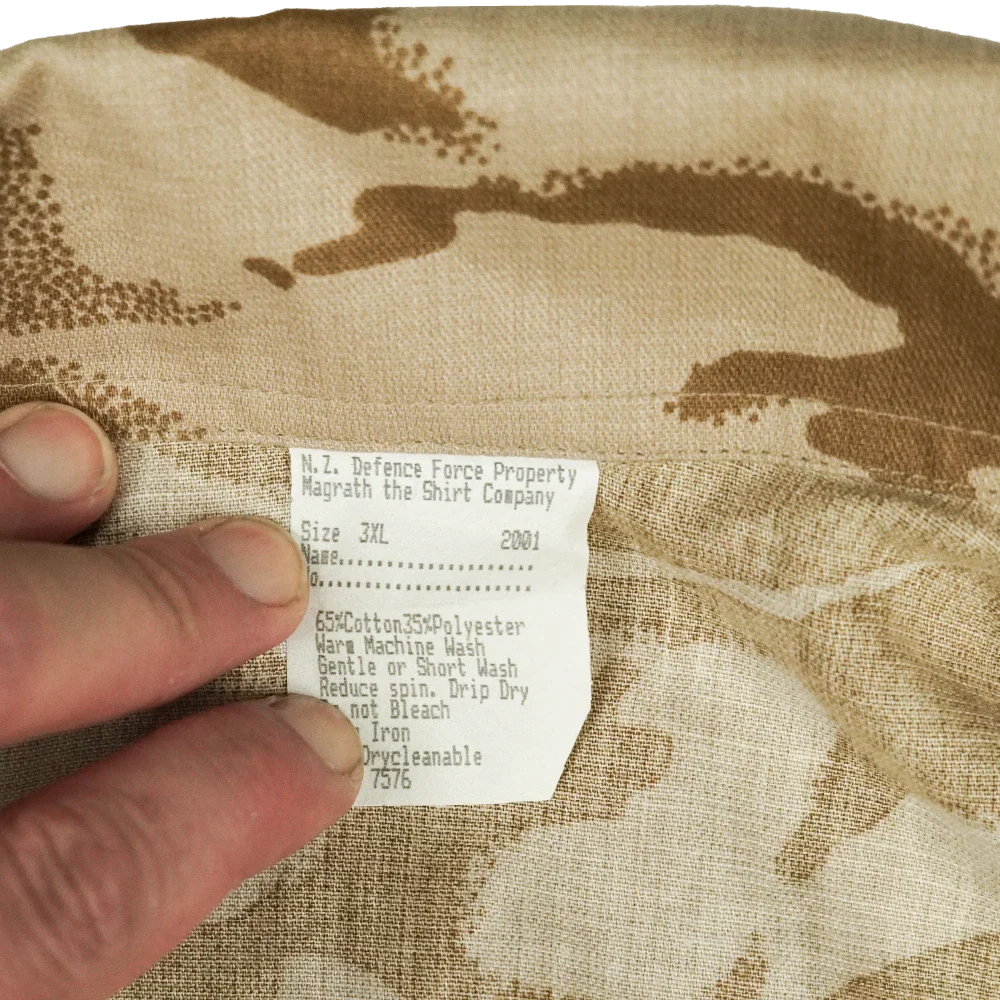 N.Z. Defence Force Property
Magrath the Shirt Company
Size 3XL 2001
Name....................
o......................
65%Cotton35%Polyester
Warm Machine Wash
Gentle or Short Wash
Reduce spin. Drip Dry
not Bleach
Iron
Drycleanable
7576